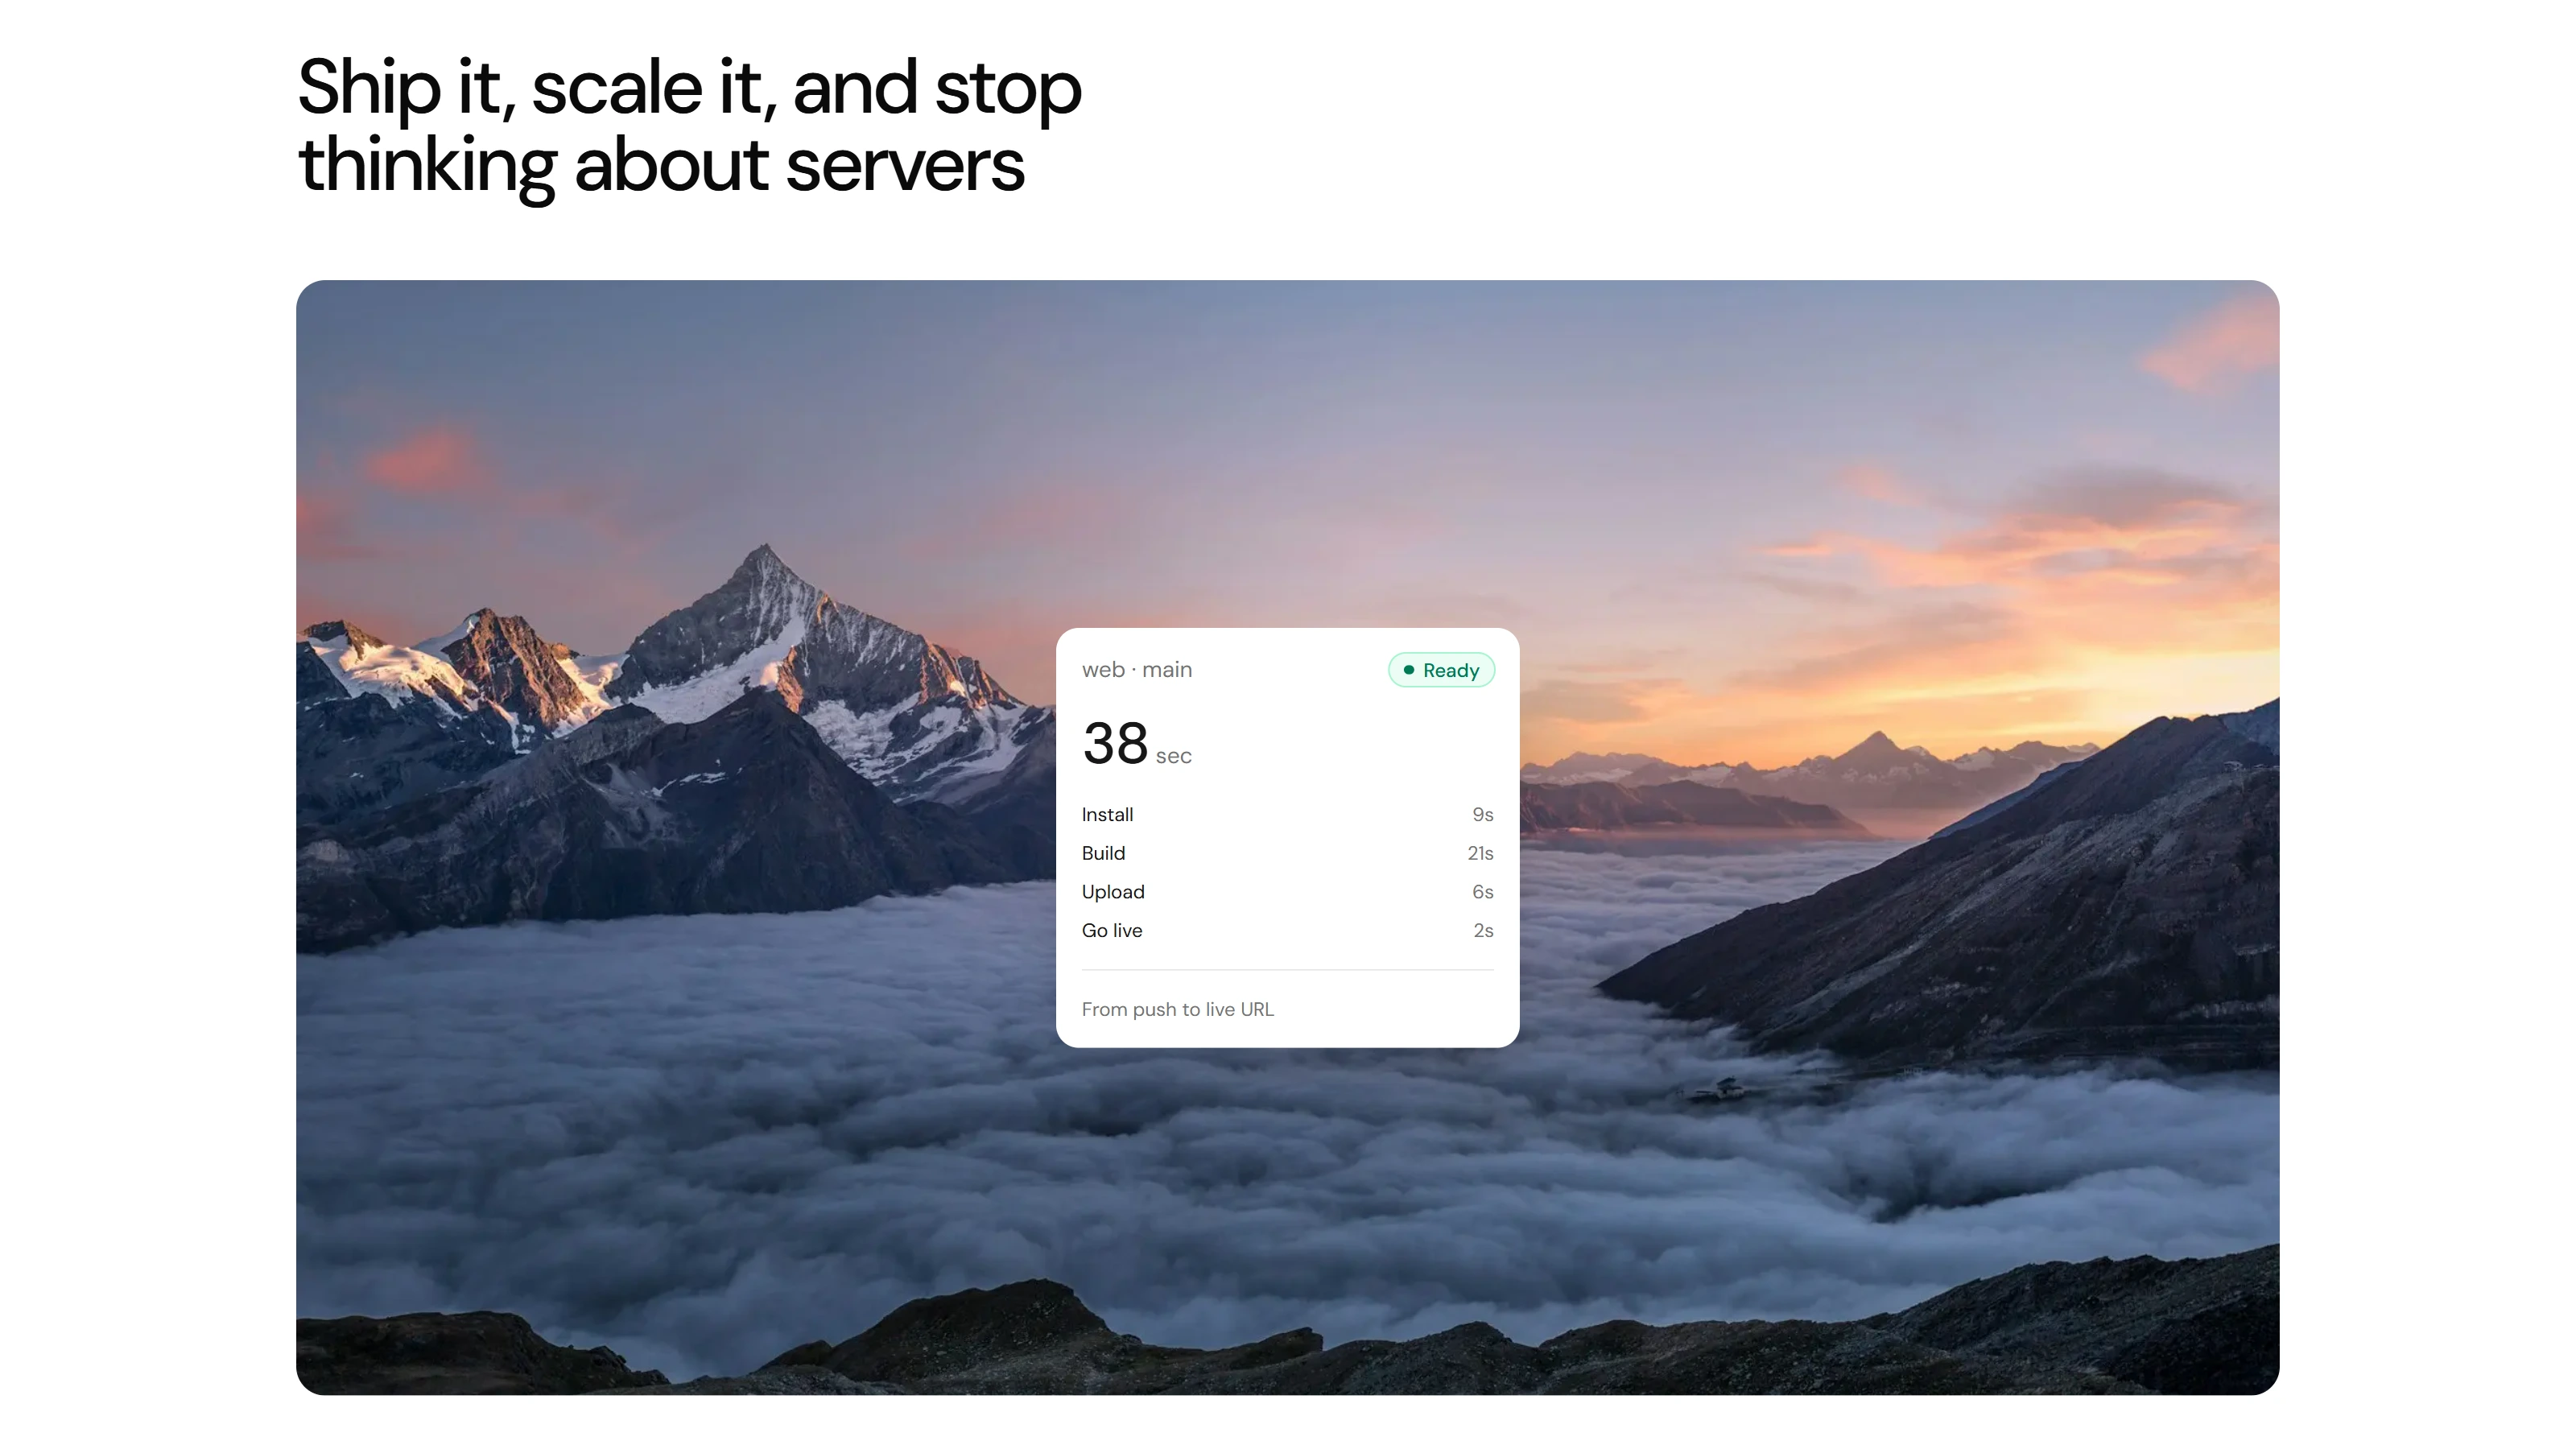 Ship it, scale it, and stop
thinking about servers
web · main
Ready
38 sec
Install 9s
Build 21s
Upload 6s
Go live 2s
From push to live URL